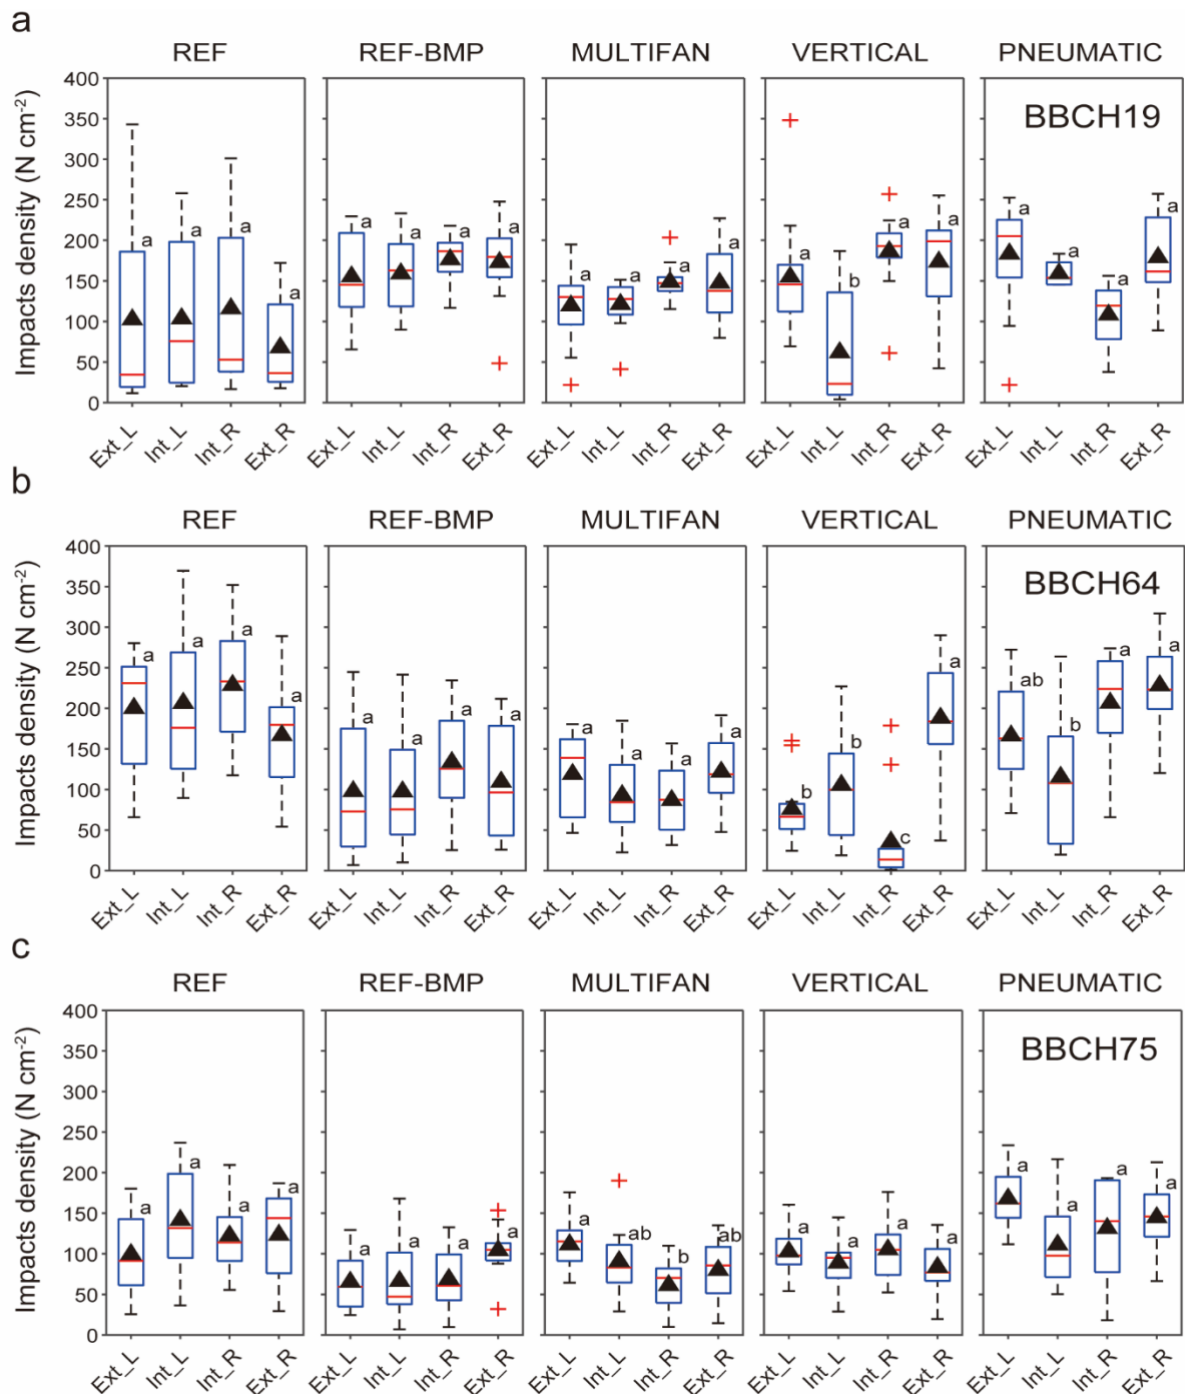 a
REF REF-BMP MULTIFAN VERTICAL PNEUMATIC
BBCH19
Impacts density (N cm-2)
400
350
300
250
200
150
100
50
0
a a a a
a a a a
a a a a
a b a a
a a a a
Ext_L Int_L Int_R Ext_R Ext_L Int_L Int_R Ext_R Ext_L Int_L Int_R Ext_R Ext_L Int_L Int_R Ext_R Ext_L Int_L Int_R Ext_R
b
REF REF-BMP MULTIFAN VERTICAL PNEUMATIC
BBCH64
Impacts density (N cm-2)
400
350
300
250
200
150
100
50
0
a a a a
a a a a
a a a a
b b c a
ab b a a
Ext_L Int_L Int_R Ext_R Ext_L Int_L Int_R Ext_R Ext_L Int_L Int_R Ext_R Ext_L Int_L Int_R Ext_R Ext_L Int_L Int_R Ext_R
c
REF REF-BMP MULTIFAN VERTICAL PNEUMATIC
BBCH75
Impacts density (N cm-2)
400
350
300
250
200
150
100
50
0
a a a a
a a a a
a ab b ab
a a a a
a a a a
Ext_L Int_L Int_R Ext_R Ext_L Int_L Int_R Ext_R Ext_L Int_L Int_R Ext_R Ext_L Int_L Int_R Ext_R Ext_L Int_L Int_R Ext_R